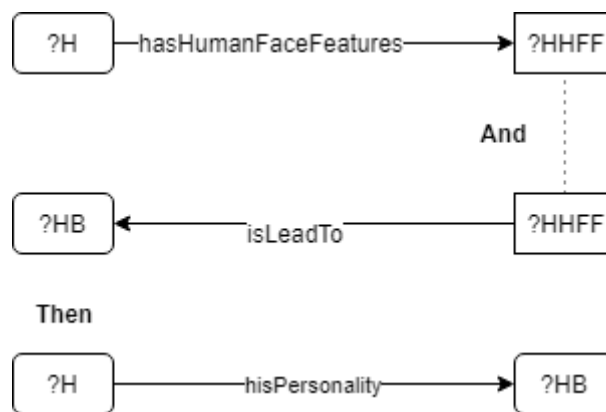 ?H hasHumanFaceFeatures ?HHFF
And
?HB isLeadTo ?HHFF
Then
?H hisPersonality ?HB